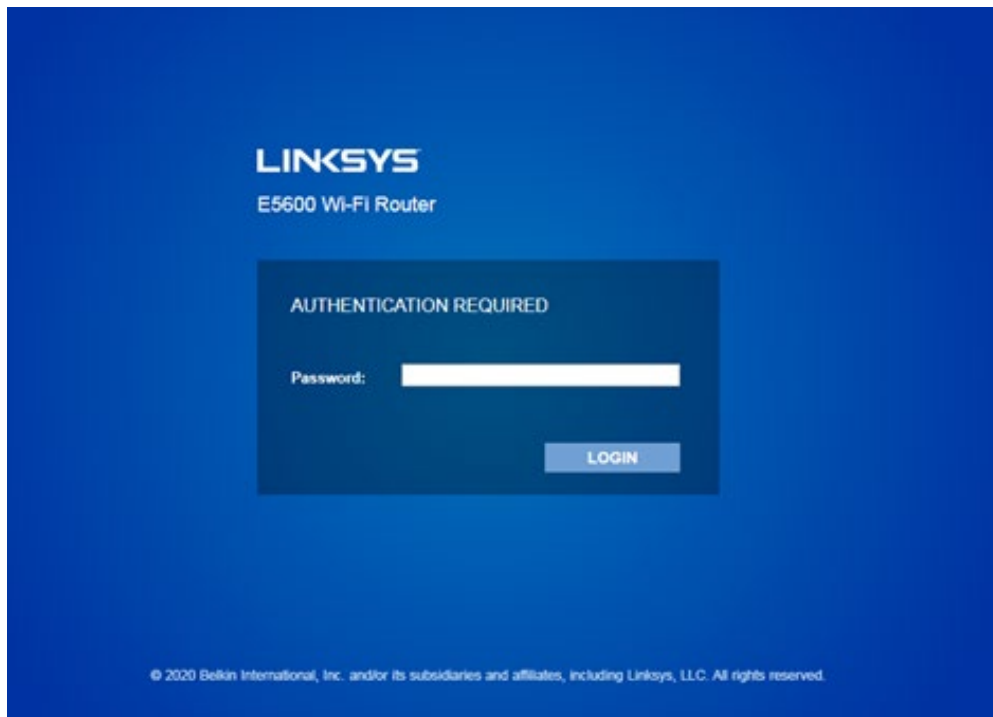 LINKSYS
E5600 Wi-Fi Router
AUTHENTICATION REQUIRED
Password:
LOGIN
© 2020 Belkin International, Inc. and/or its subsidiaries and affiliates, including Linksys, LLC. All rights reserved.